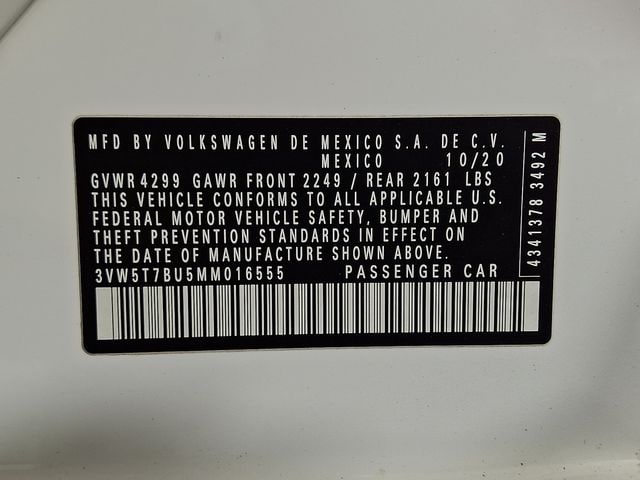 MFD BY VOLKSWAGEN DE MEXICO S.A. DE C.V.
MEXICO 10/20
GVWR 4299 GAWR FRONT 2249 / REAR 2161 LBS
THIS VEHICLE CONFORMS TO ALL APPLICABLE U.S.
FEDERAL MOTOR VEHICLE SAFETY, BUMPER AND
THEFT PREVENTION STANDARDS IN EFFECT ON
THE DATE OF MANUFACTURE SHOWN ABOVE.
3VW5T7BU5MM016555 PASSENGER CAR
4341378 3492 M